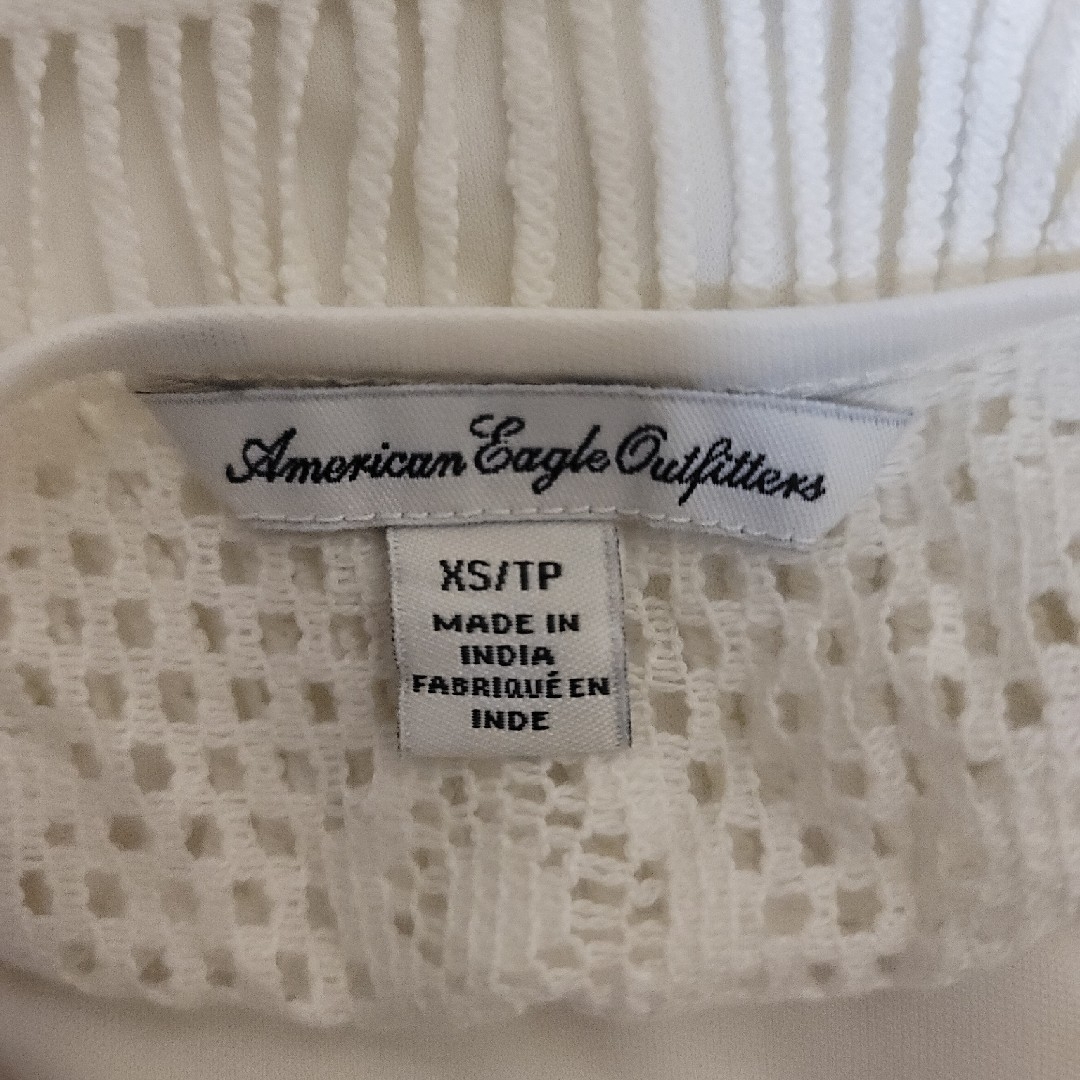 American Eagle Outfitters
XS/TP
MADE IN
INDIA
FABRIQUÉ EN
INDE